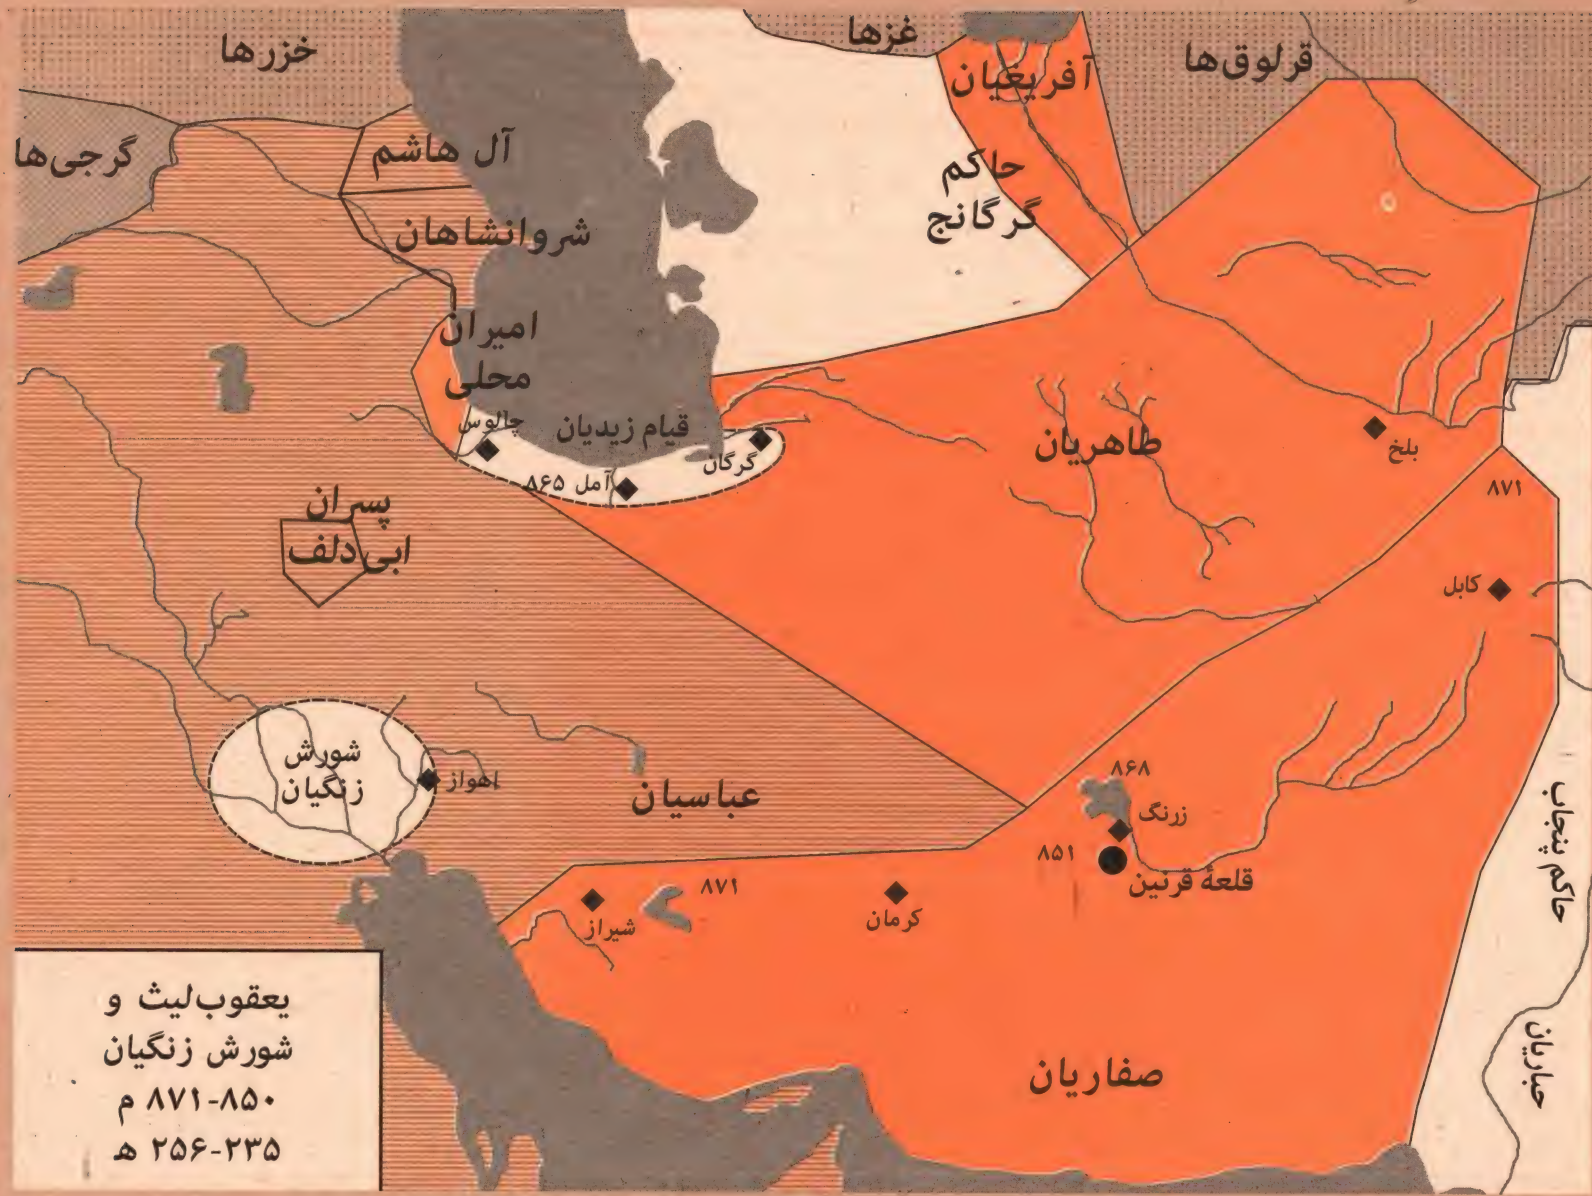 خزرها
غزها
آفریغیان
قرلوق‌ها
گرجی‌ها
آل هاشم
حاکم
گرگانج
شروانشاهان
امیران
محلی
چالوس
قیام زیدیان
گرگان
آمل ۸۶۵
طاهریان
بلخ
۸۷۱
پسران
ابی دلف
کابل
شورش
زنگیان
اهواز
عباسیان
۸۶۸
زرنگ
۸۵۱
قلعهٔ قرنین
حاکم پنجاب
۸۷۱
شیراز
کرمان
صفاریان
حباریان
یعقوب‌لیث و
شورش زنگیان
۸۵۰-۸۷۱ م
۲۳۵-۲۵۶ ه